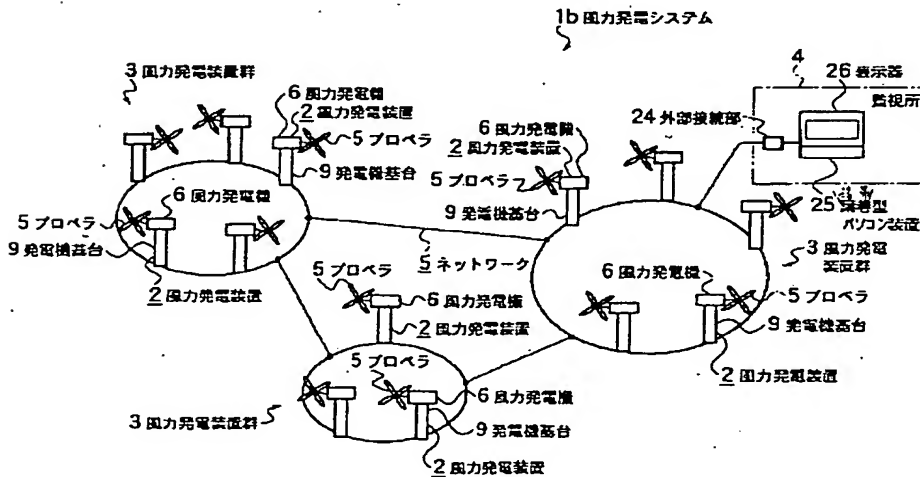 1b 風力発電システム
3 風力発電装置群
6 風力発電機
2 風力発電装置
5 プロペラ
9 発電機基台
6 風力発電機
5 プロペラ
9 発電機基台
2 風力発電装置
6 風力発電機
2 風力発電装置
5 プロペラ
9 発電機基台
4
26 表示器
監視所
24 外部接続部
25
パソコン装置
5 ネットワーク
5 プロペラ
6 風力発電機
2 風力発電装置
5 プロペラ
6 風力発電機
9 発電機基台
2 風力発電装置
3 風力発電装置群
3 風力発電
装置群
6 風力発電機
5 プロペラ
9 発電機基台
2 風力発電装置